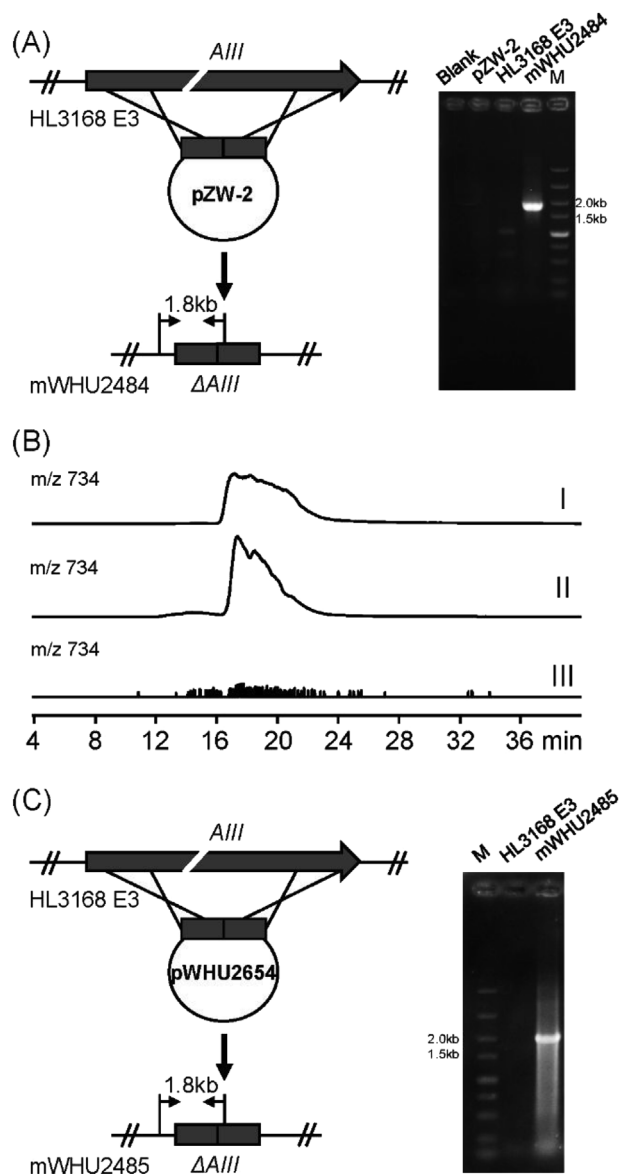 (A)
AIII
HL3168 E3
pZW-2
1.8kb
mWHU2484
ΔAIII
Blank
pZW-2
HL3168 E3
mWHU2484
M
2.0kb
1.5kb
(B)
m/z 734
I
m/z 734
II
m/z 734
III
4 8 12 16 20 24 28 32 36 min
(C)
AIII
HL3168 E3
pWHU2654
1.8kb
mWHU2485
ΔAIII
M
HL3168 E3
mWHU2485
2.0kb
1.5kb